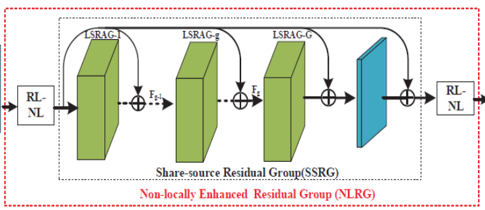 LSRAG-1 LSRAG-g LSRAG-G
RL-
NL
F_{g-1}
F_g
RL-
NL
Share-source Residual Group(SSRG)
Non-locally Enhanced Residual Group (NLRG)